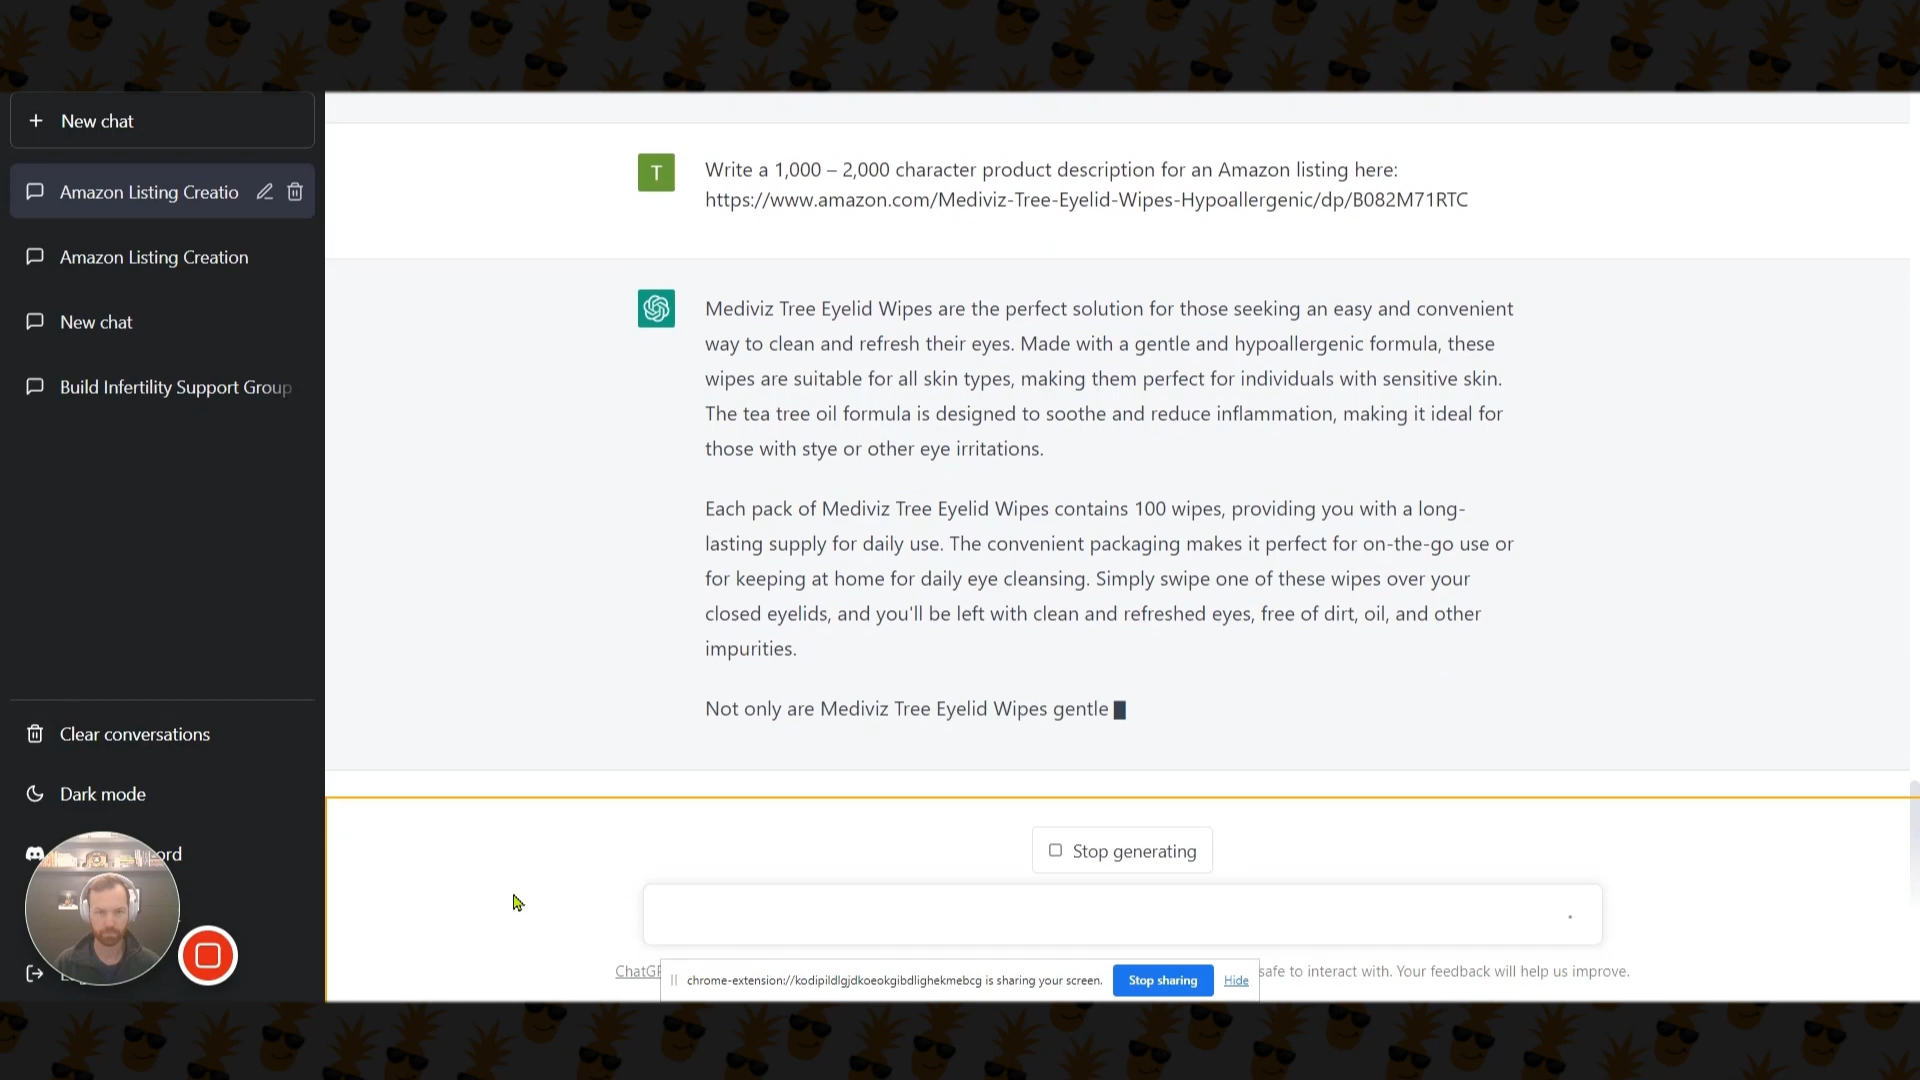 New chat
Amazon Listing Creatio
Amazon Listing Creation
New chat
Build Infertility Support Group
Clear conversations
Dark mode
ord
T
Write a 1,000 – 2,000 character product description for an Amazon listing here:
https://www.amazon.com/Mediviz-Tree-Eyelid-Wipes-Hypoallergenic/dp/B082M71RTC
Mediviz Tree Eyelid Wipes are the perfect solution for those seeking an easy and convenient
way to clean and refresh their eyes. Made with a gentle and hypoallergenic formula, these
wipes are suitable for all skin types, making them perfect for individuals with sensitive skin.
The tea tree oil formula is designed to soothe and reduce inflammation, making it ideal for
those with stye or other eye irritations.
Each pack of Mediviz Tree Eyelid Wipes contains 100 wipes, providing you with a long-
lasting supply for daily use. The convenient packaging makes it perfect for on-the-go use or
for keeping at home for daily eye cleansing. Simply swipe one of these wipes over your
closed eyelids, and you'll be left with clean and refreshed eyes, free of dirt, oil, and other
impurities.
Not only are Mediviz Tree Eyelid Wipes gentle
Stop generating
ChatGP
safe to interact with. Your feedback will help us improve.
chrome-extension://kodipildlgjdkoeokgibdlighekmebcg is sharing your screen.
Stop sharing
Hide